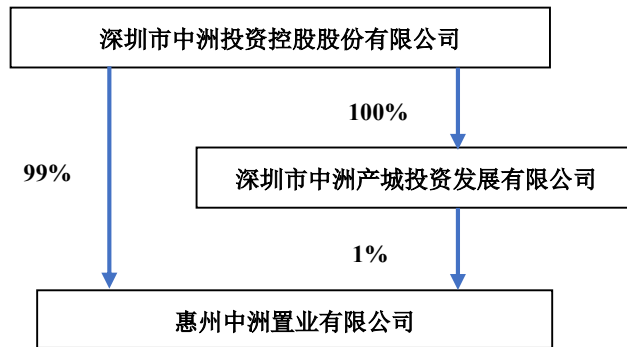 深圳市中洲投资控股股份有限公司
100%
99%
深圳市中洲产城投资发展有限公司
1%
惠州中洲置业有限公司